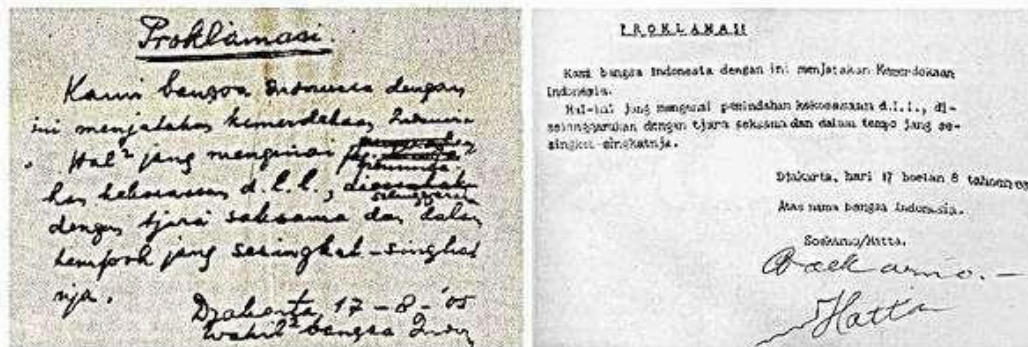 Proklamasi.
Kami bangsa Indonesia dengan
ini menjatakan kemerdekaan Indonesia
. Hal² jang mengenai
kekoeasaan d.l.l.,
dengan tjara saksama dan dalam
tempoh jang sesingkat-singkat
nja.
Djakarta, 17 - 8 - '05
Wakil² bangsa Indon
PROKLAMASI
Kami bangsa Indonesia dengan ini menjatakan Kemerdekaan
Indonesia.
Hal-hal jang mengenai pemindahan kekoeasaan d.l.l., di-
selenggarakan dengan tjara seksama dan dalam tempo jang se-
singkat-singkatnja.
Djakarta, hari 17 boelan 8 tahoen 05
Atas nama bangsa Indonesia.
Soekarno/Hatta.
Soekarno.-
Hatta